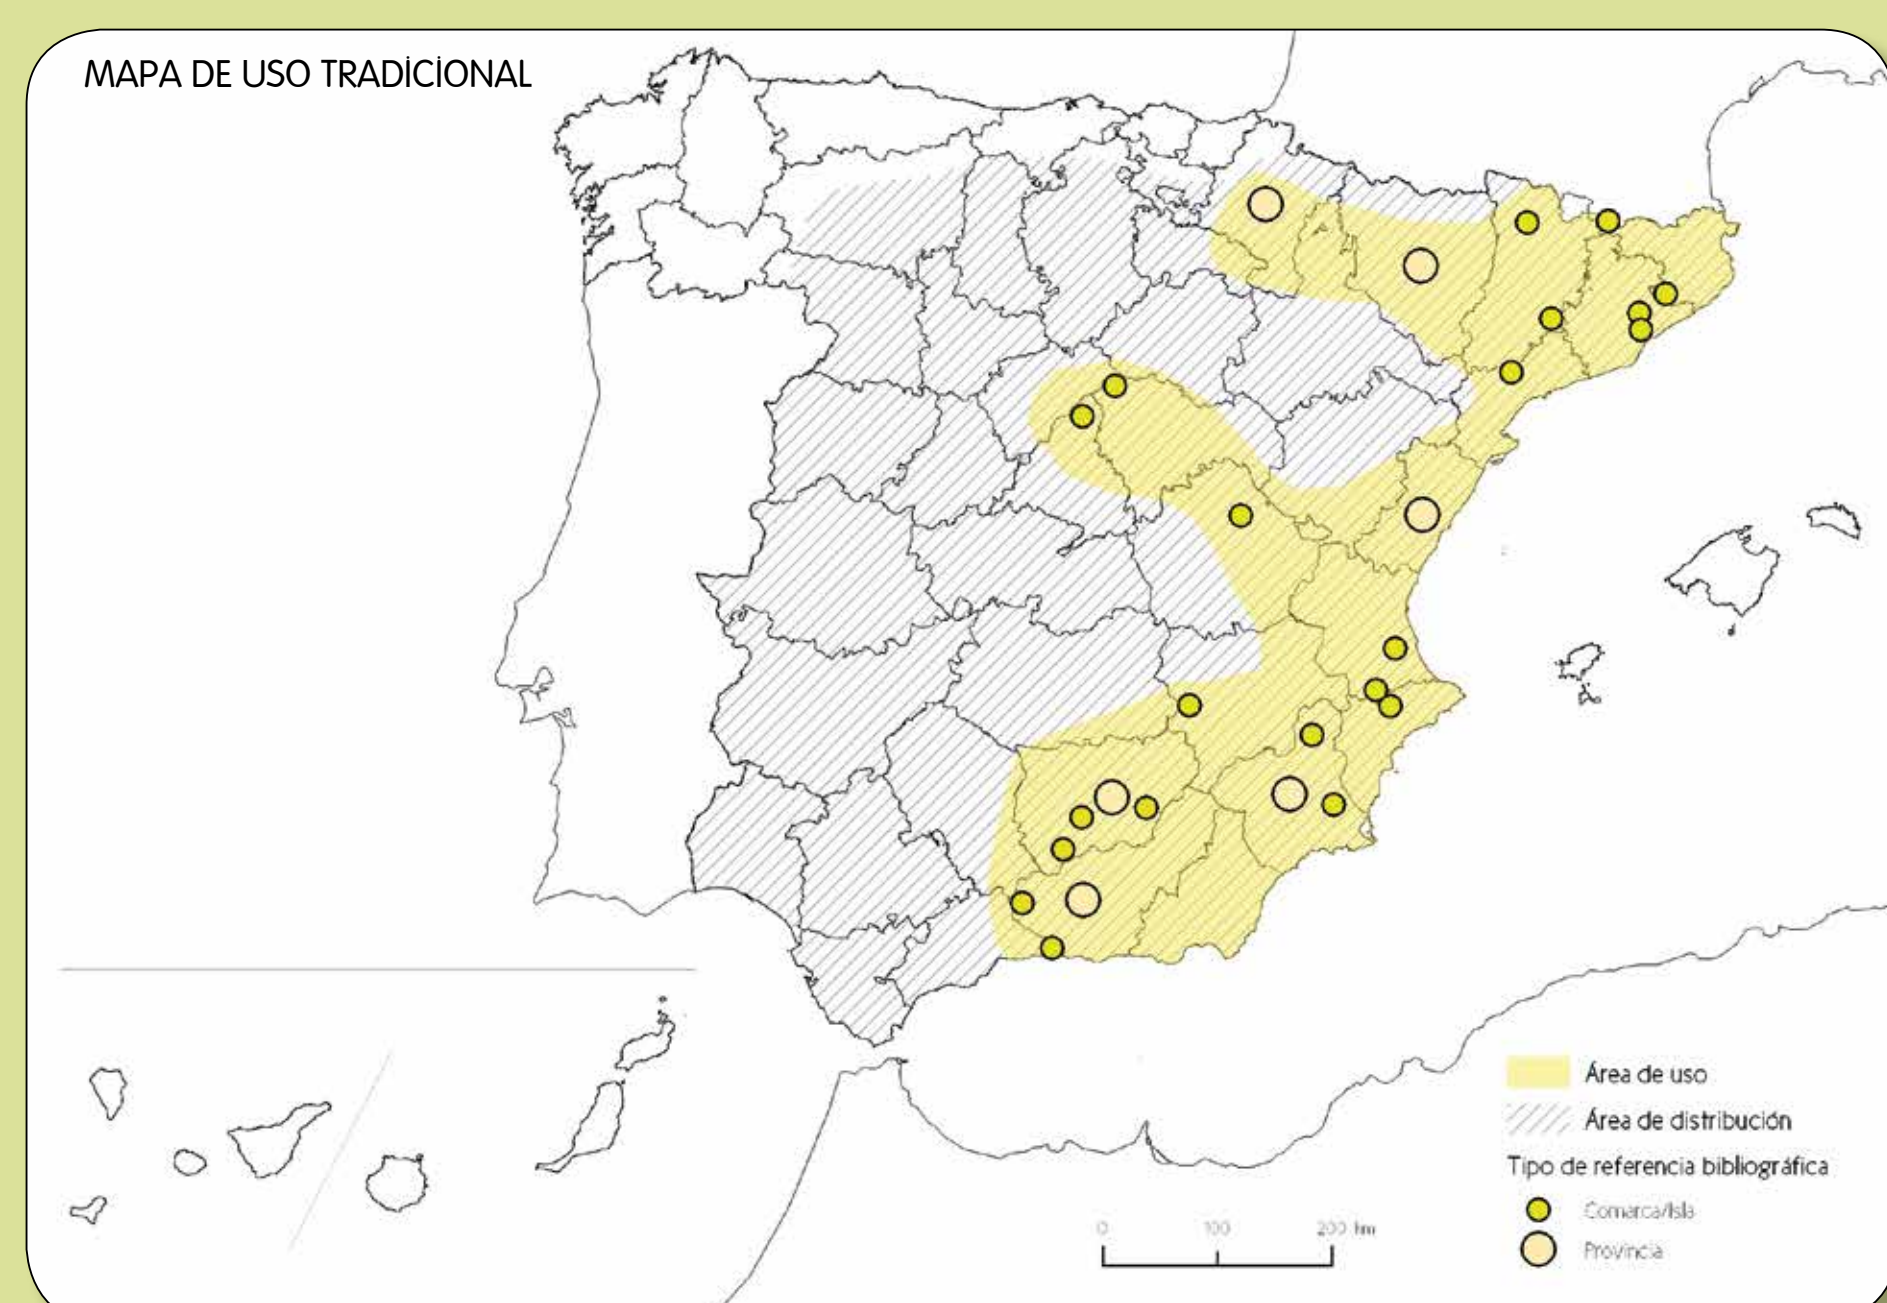 MAPA DE USO TRADICIONAL
Área de uso
Área de distribución
Tipo de referencia bibliográfica
Comarca/Isla
Provincia
0 100 200 km